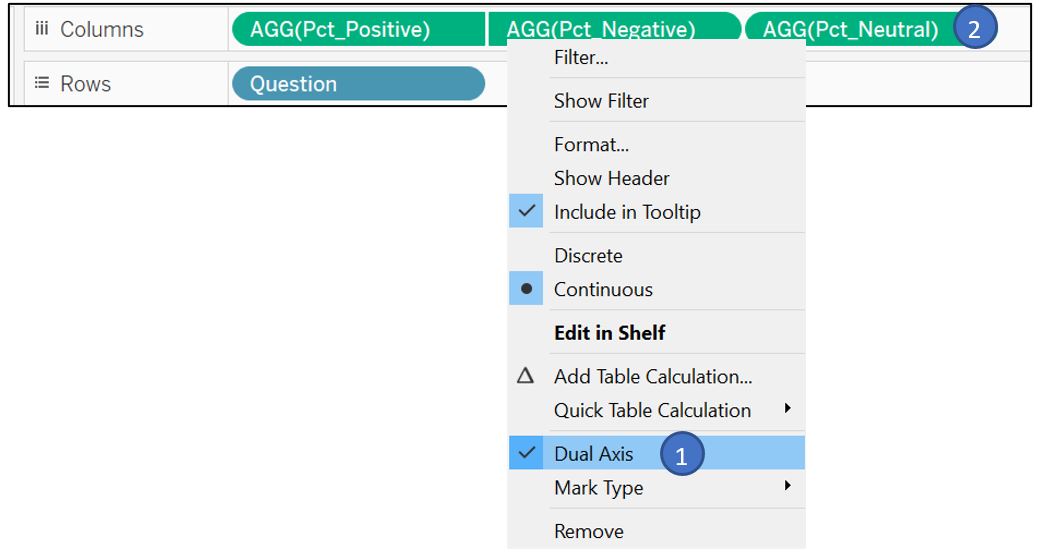 Columns AGG(Pct_Positive) AGG(Pct_Negative) AGG(Pct_Neutral) 2
Rows Question
Filter...
Show Filter
Format...
Show Header
Include in Tooltip
Discrete
Continuous
Edit in Shelf
Add Table Calculation...
Quick Table Calculation
Dual Axis 1
Mark Type
Remove